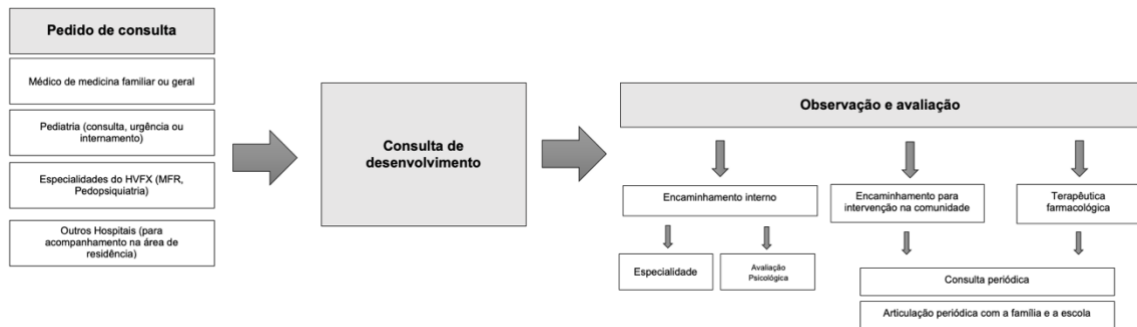 Pedido de consulta
Médico de medicina familiar ou geral
Pediatria (consulta, urgência ou
internamento)
Especialidades do HVFX (MFR,
Pedopsiquiatria)
Outros Hospitais (para
acompanhamento na área de
residência)
Consulta de
desenvolvimento
Observação e avaliação
Encaminhamento interno
Especialidade
Avaliação
Psicológica
Encaminhamento para
intervenção na comunidade
Terapêutica
farmacológica
Consulta periódica
Articulação periódica com a família e a escola